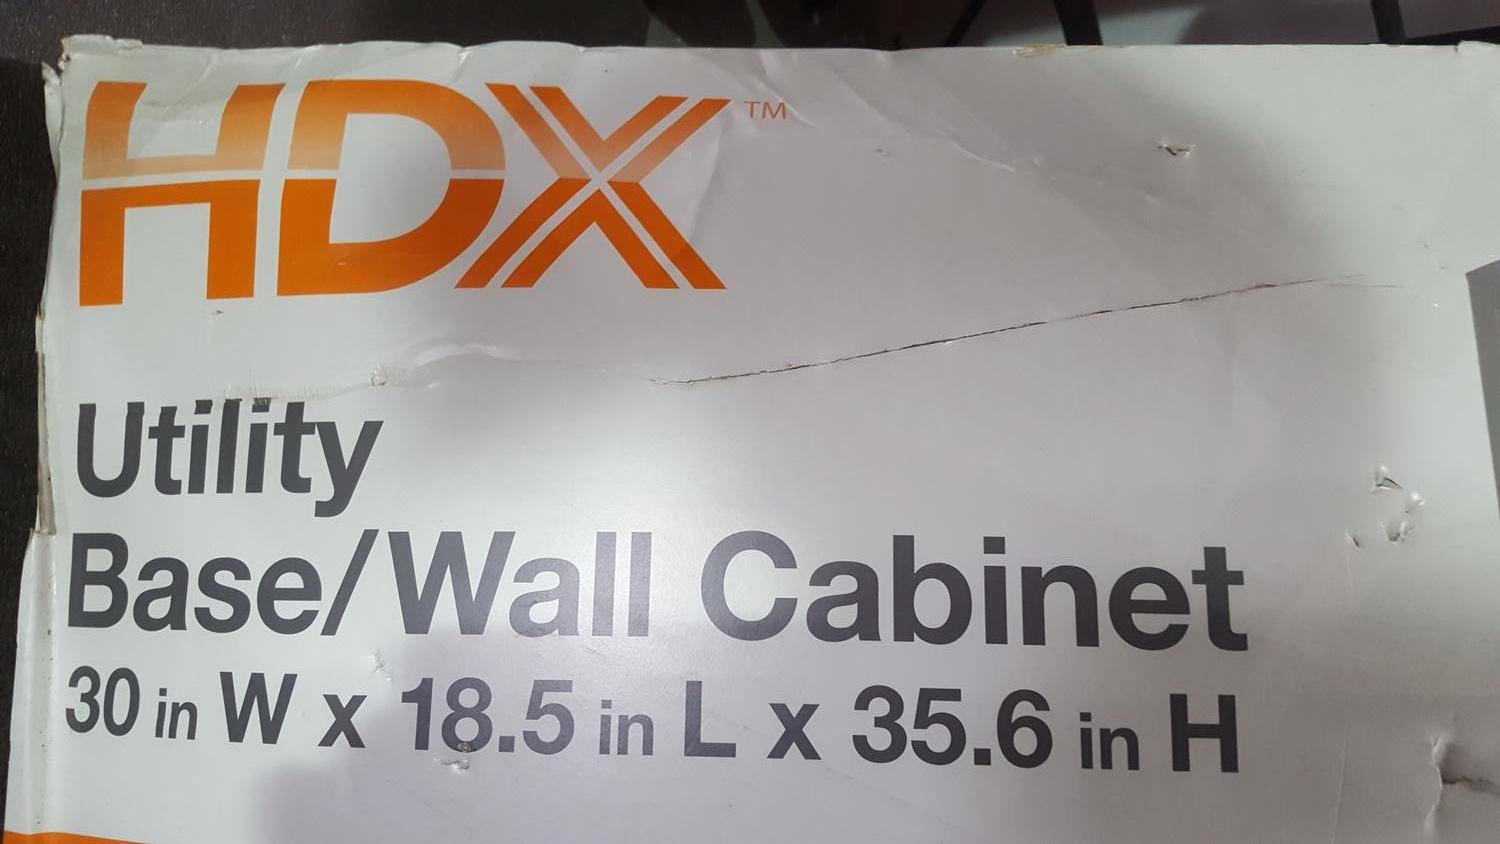 HDX™
Utility
Base/Wall Cabinet
30 in W x 18.5 in L x 35.6 in H